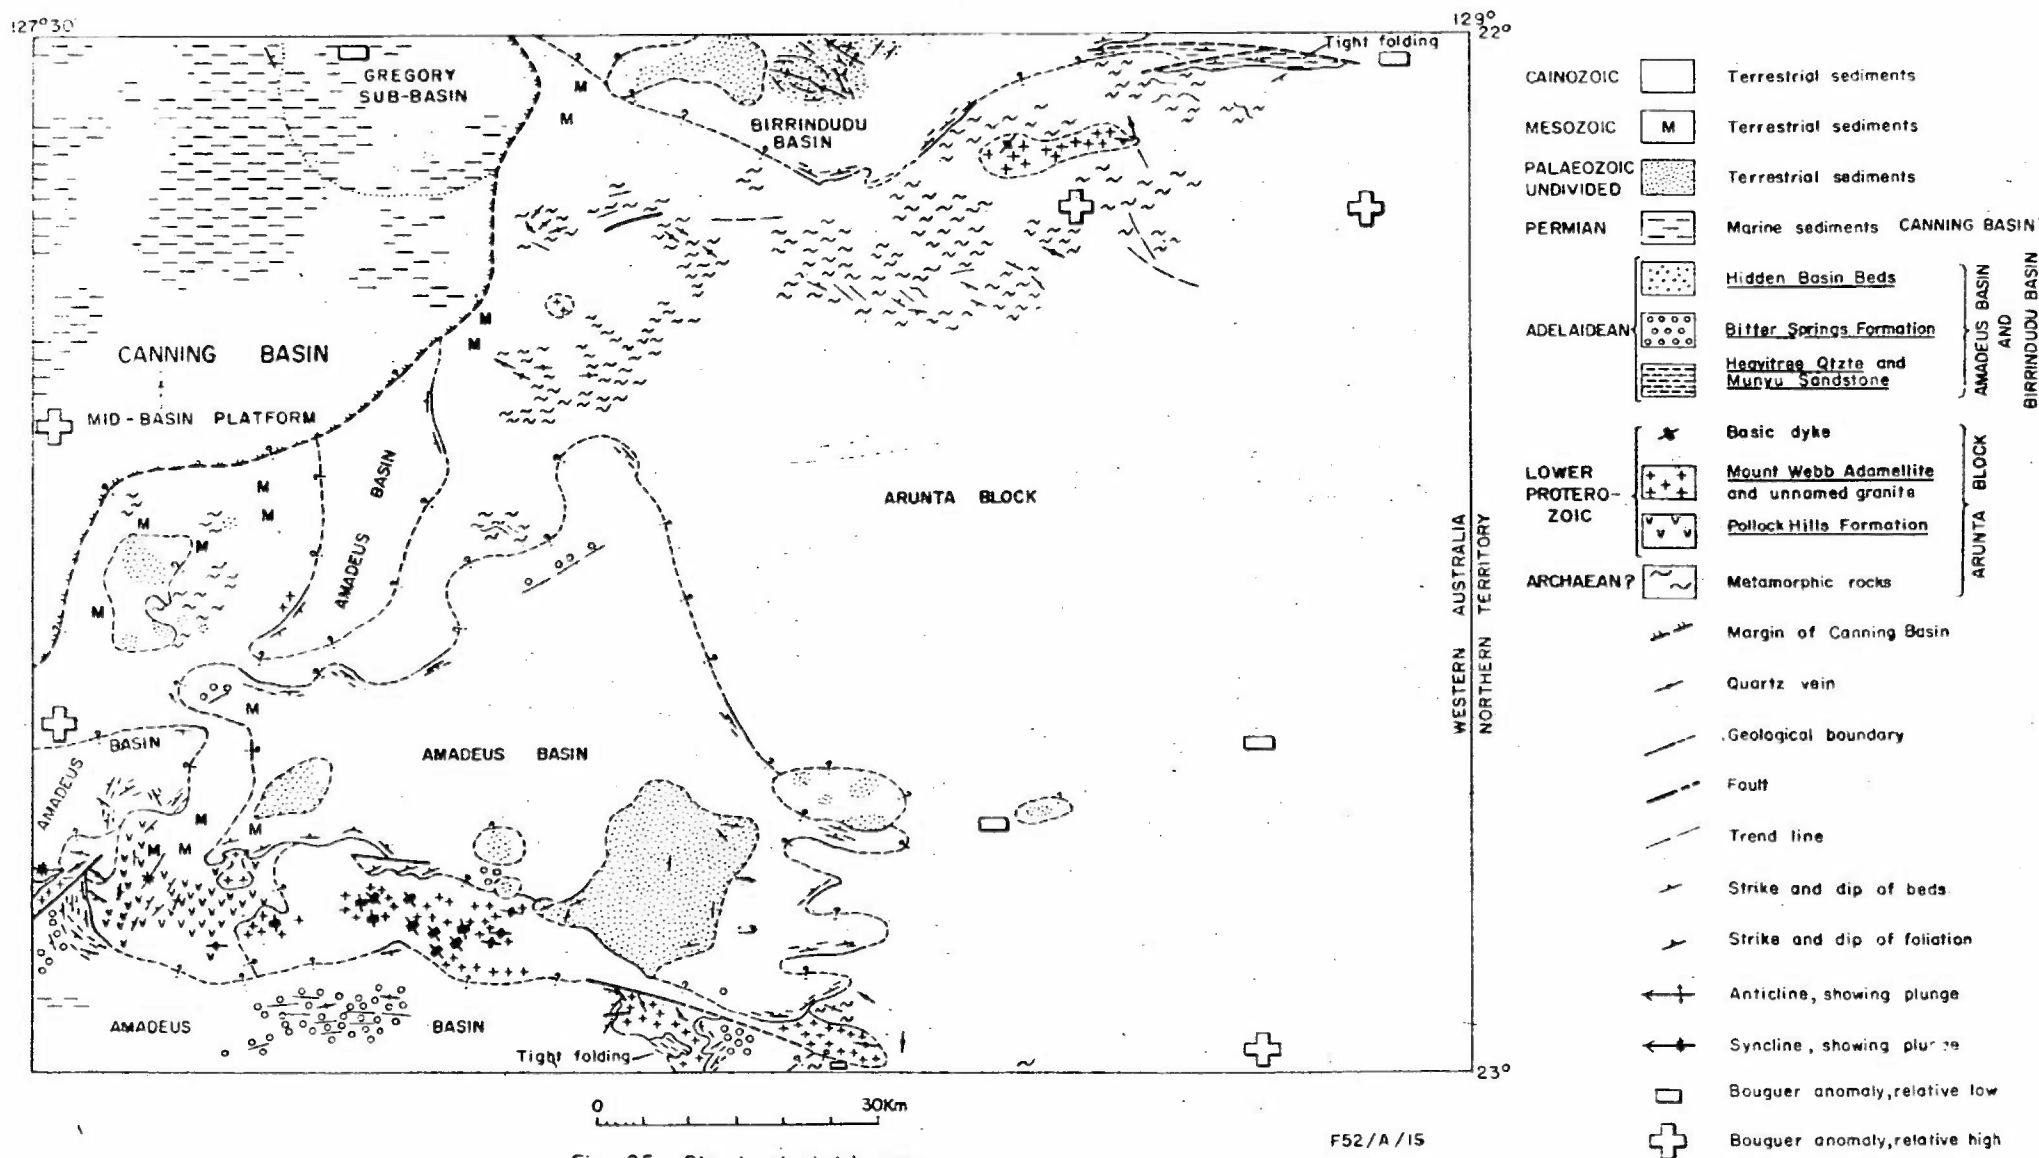 127°30'
129°
22°
Tight folding
GREGORY
SUB-BASIN
M
M
BIRRINDUDU
BASIN
M
M
CANNING BASIN
MID-BASIN PLATFORM
AMADEUS BASIN
ARUNTA BLOCK
M
M
M
M
M
WESTERN AUSTRALIA
NORTHERN TERRITORY
M
BASIN
AMADEUS
AMADEUS BASIN
M
M
M
M
AMADEUS BASIN
Tight folding
23°
0 30Km
F52/A/15
CAINOZOIC Terrestrial sediments
MESOZOIC M Terrestrial sediments
PALAEOZOIC
UNDIVIDED
Terrestrial sediments
PERMIAN Marine sediments CANNING BASIN
ADELAIDEAN
Hidden Basin Beds
Bitter Springs Formation
Heavitree Qtzte and
Munyu Sandstone
AMADEUS BASIN
AND
BIRRINDUDU BASIN
LOWER
PROTERO-
ZOIC
Basic dyke
Mount Webb Adamellite
and unnamed granite
Pollock Hills Formation
ARCHAEAN? Metamorphic rocks
ARUNTA BLOCK
Margin of Canning Basin
Quartz vein
Geological boundary
Fault
Trend line
Strike and dip of beds
Strike and dip of foliation
Anticline, showing plunge
Syncline, showing
Bouguer anomaly, relative low
Bouguer anomaly, relative high